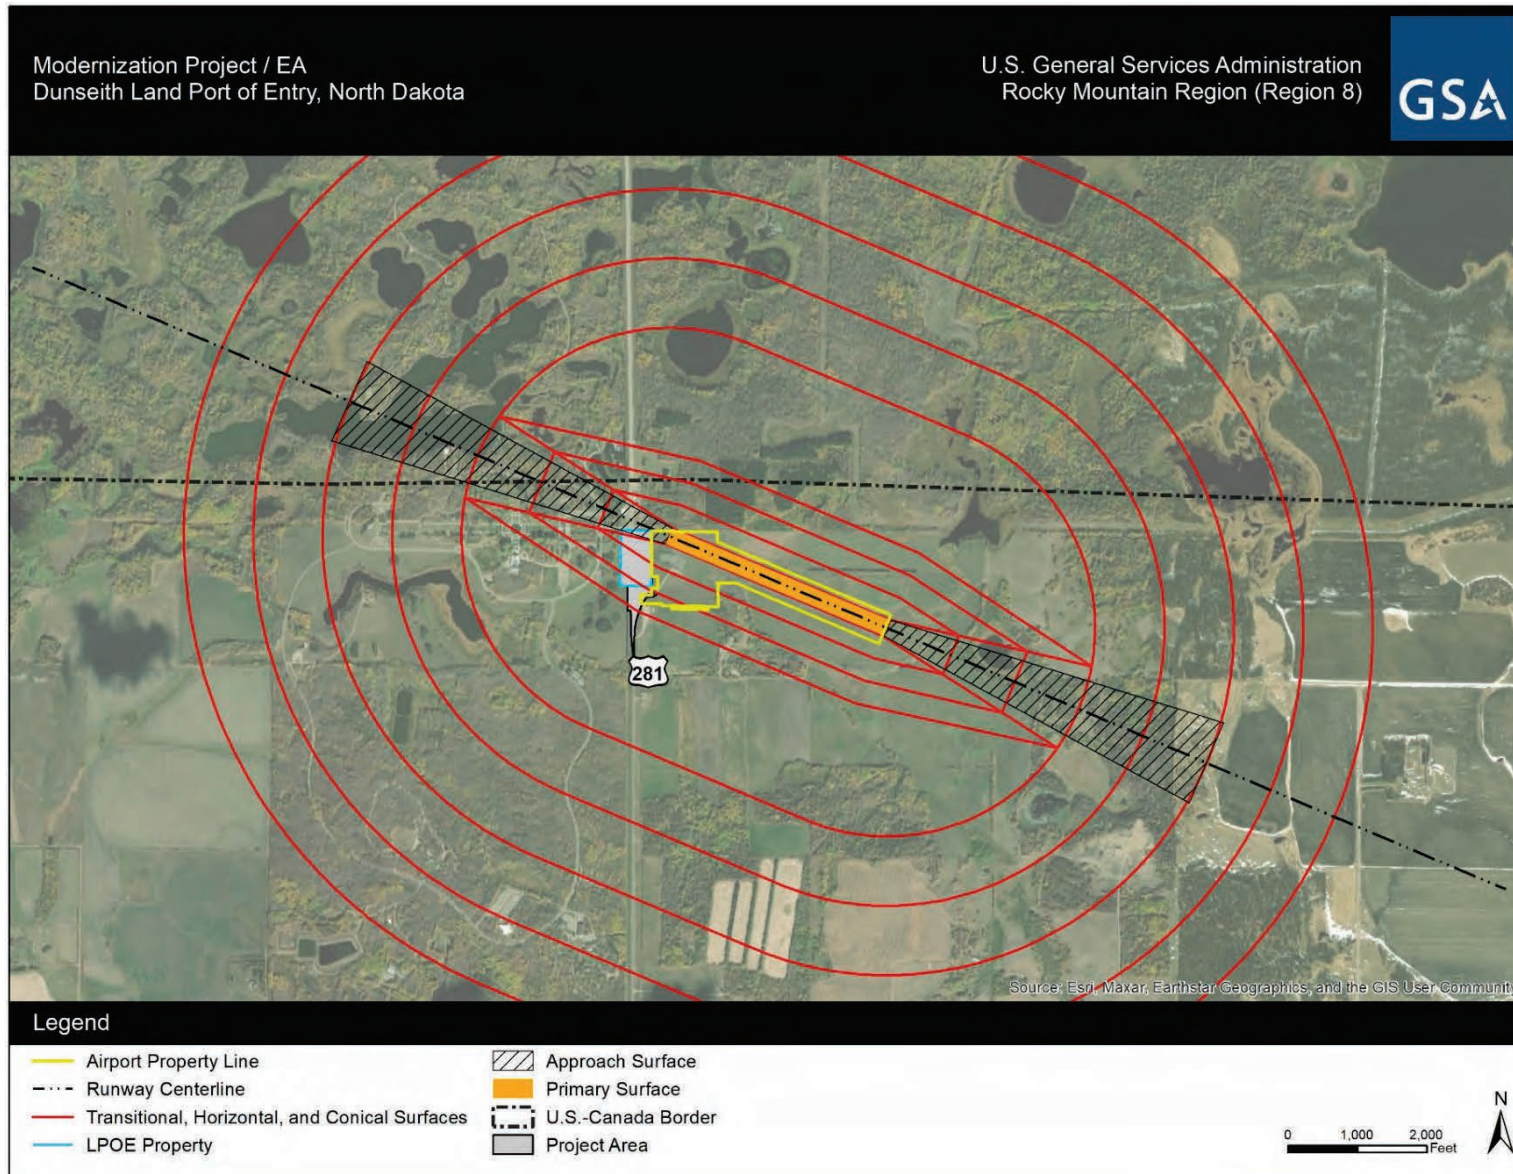 Modernization Project / EA
Dunseith Land Port of Entry, North Dakota
U.S. General Services Administration
Rocky Mountain Region (Region 8)
GSA
281
Source: Esri, Maxar, Earthstar Geographics, and the GIS User Community
Legend
Airport Property Line
Runway Centerline
Transitional, Horizontal, and Conical Surfaces
LPOE Property
Approach Surface
Primary Surface
U.S.-Canada Border
Project Area
0 1,000 2,000
Feet
N